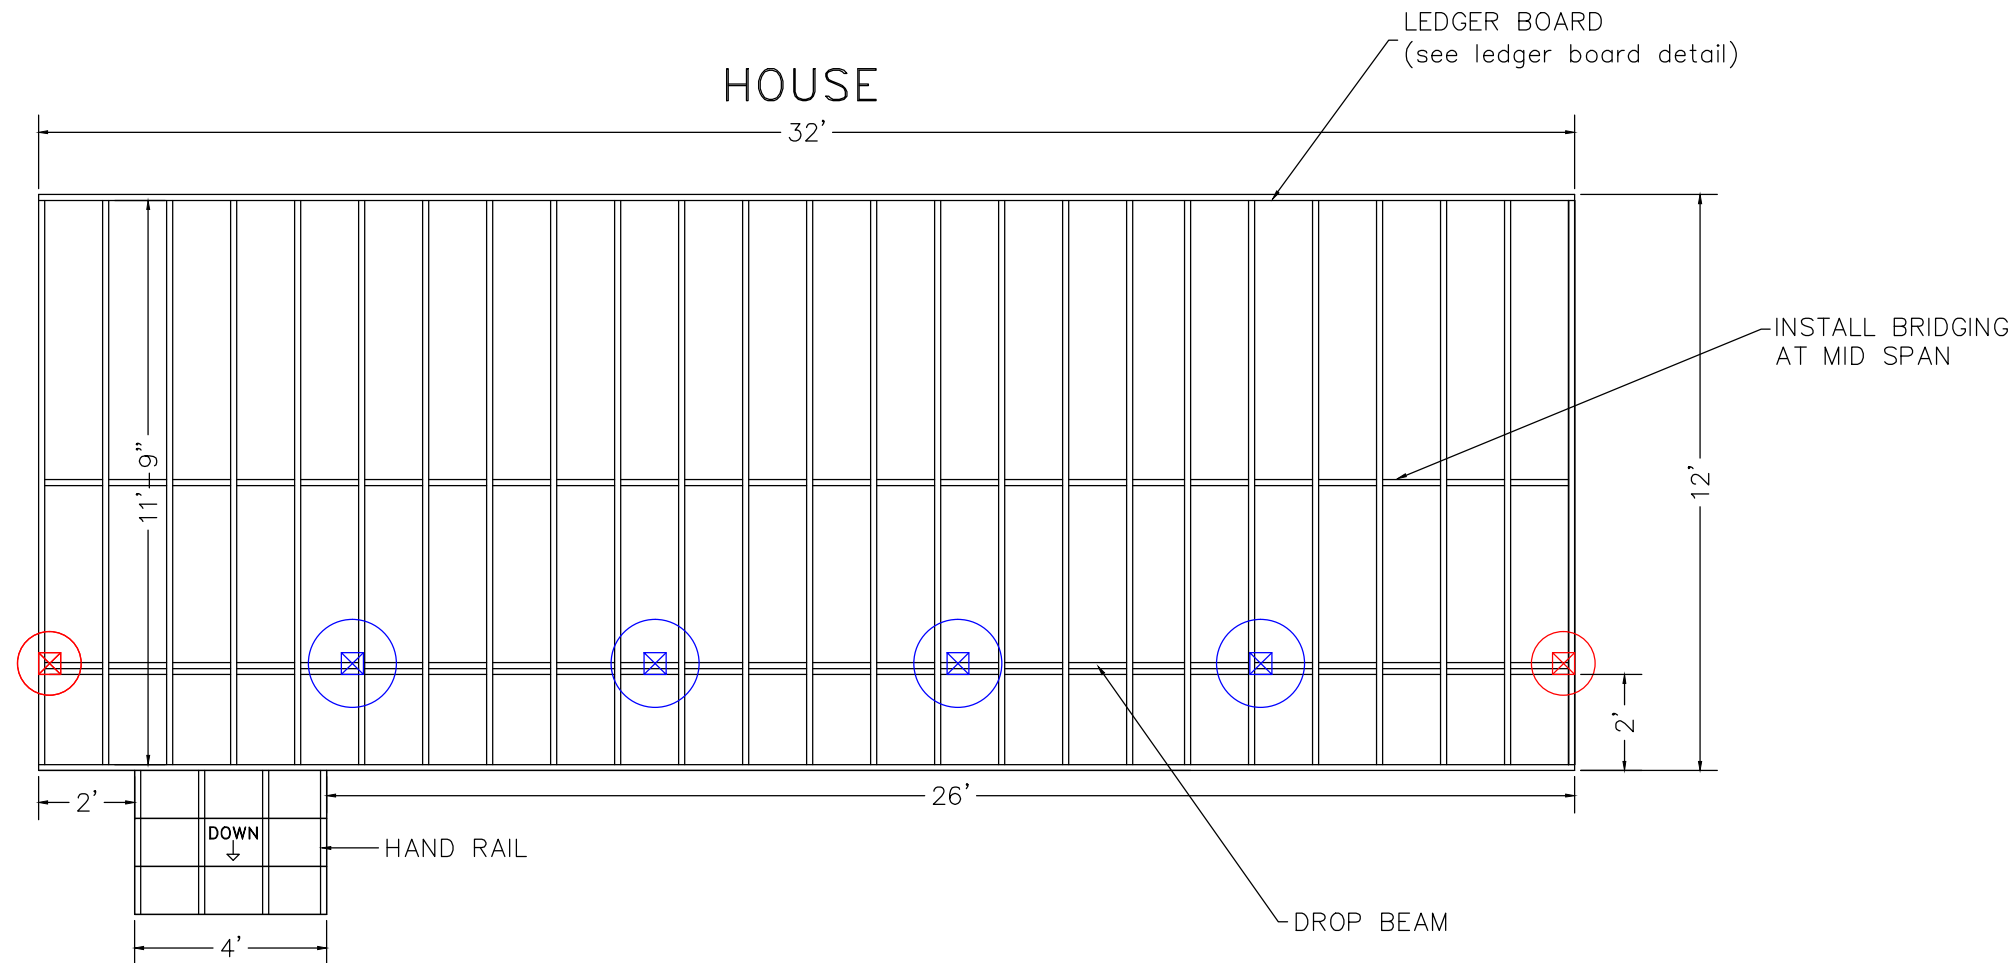 LEDGER BOARD
(see ledger board detail)
HOUSE
32'
INSTALL BRIDGING
AT MID SPAN
11'-9"
12'
2'
2'
26'
DOWN
HAND RAIL
DROP BEAM
4'